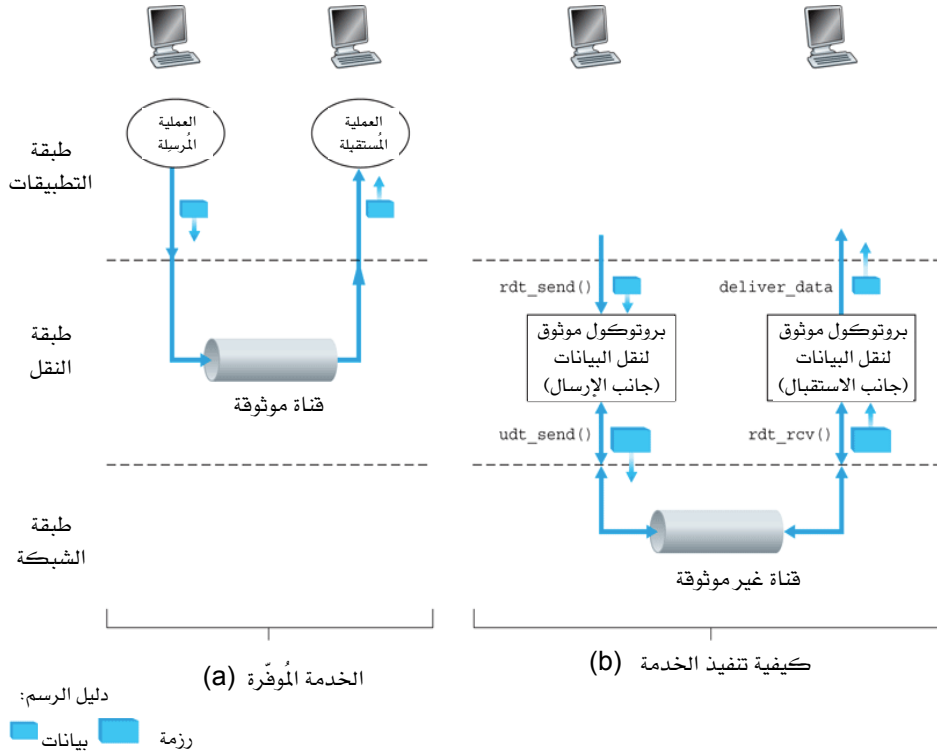 العملية
المُرسِلة
العملية
المُستقبلة
طبقة
التطبيقات
rdt_send()
deliver_data
بروتوكول موثوق
لنقل البيانات
(جانب الإرسال)
بروتوكول موثوق
لنقل البيانات
(جانب الاستقبال)
طبقة
النقل
قناة موثوقة
udt_send()
rdt_rcv()
طبقة
الشبكة
قناة غير موثوقة
الخدمة المُوفّرة (a)
كيفية تنفيذ الخدمة (b)
دليل الرسم:
بيانات
رزمة